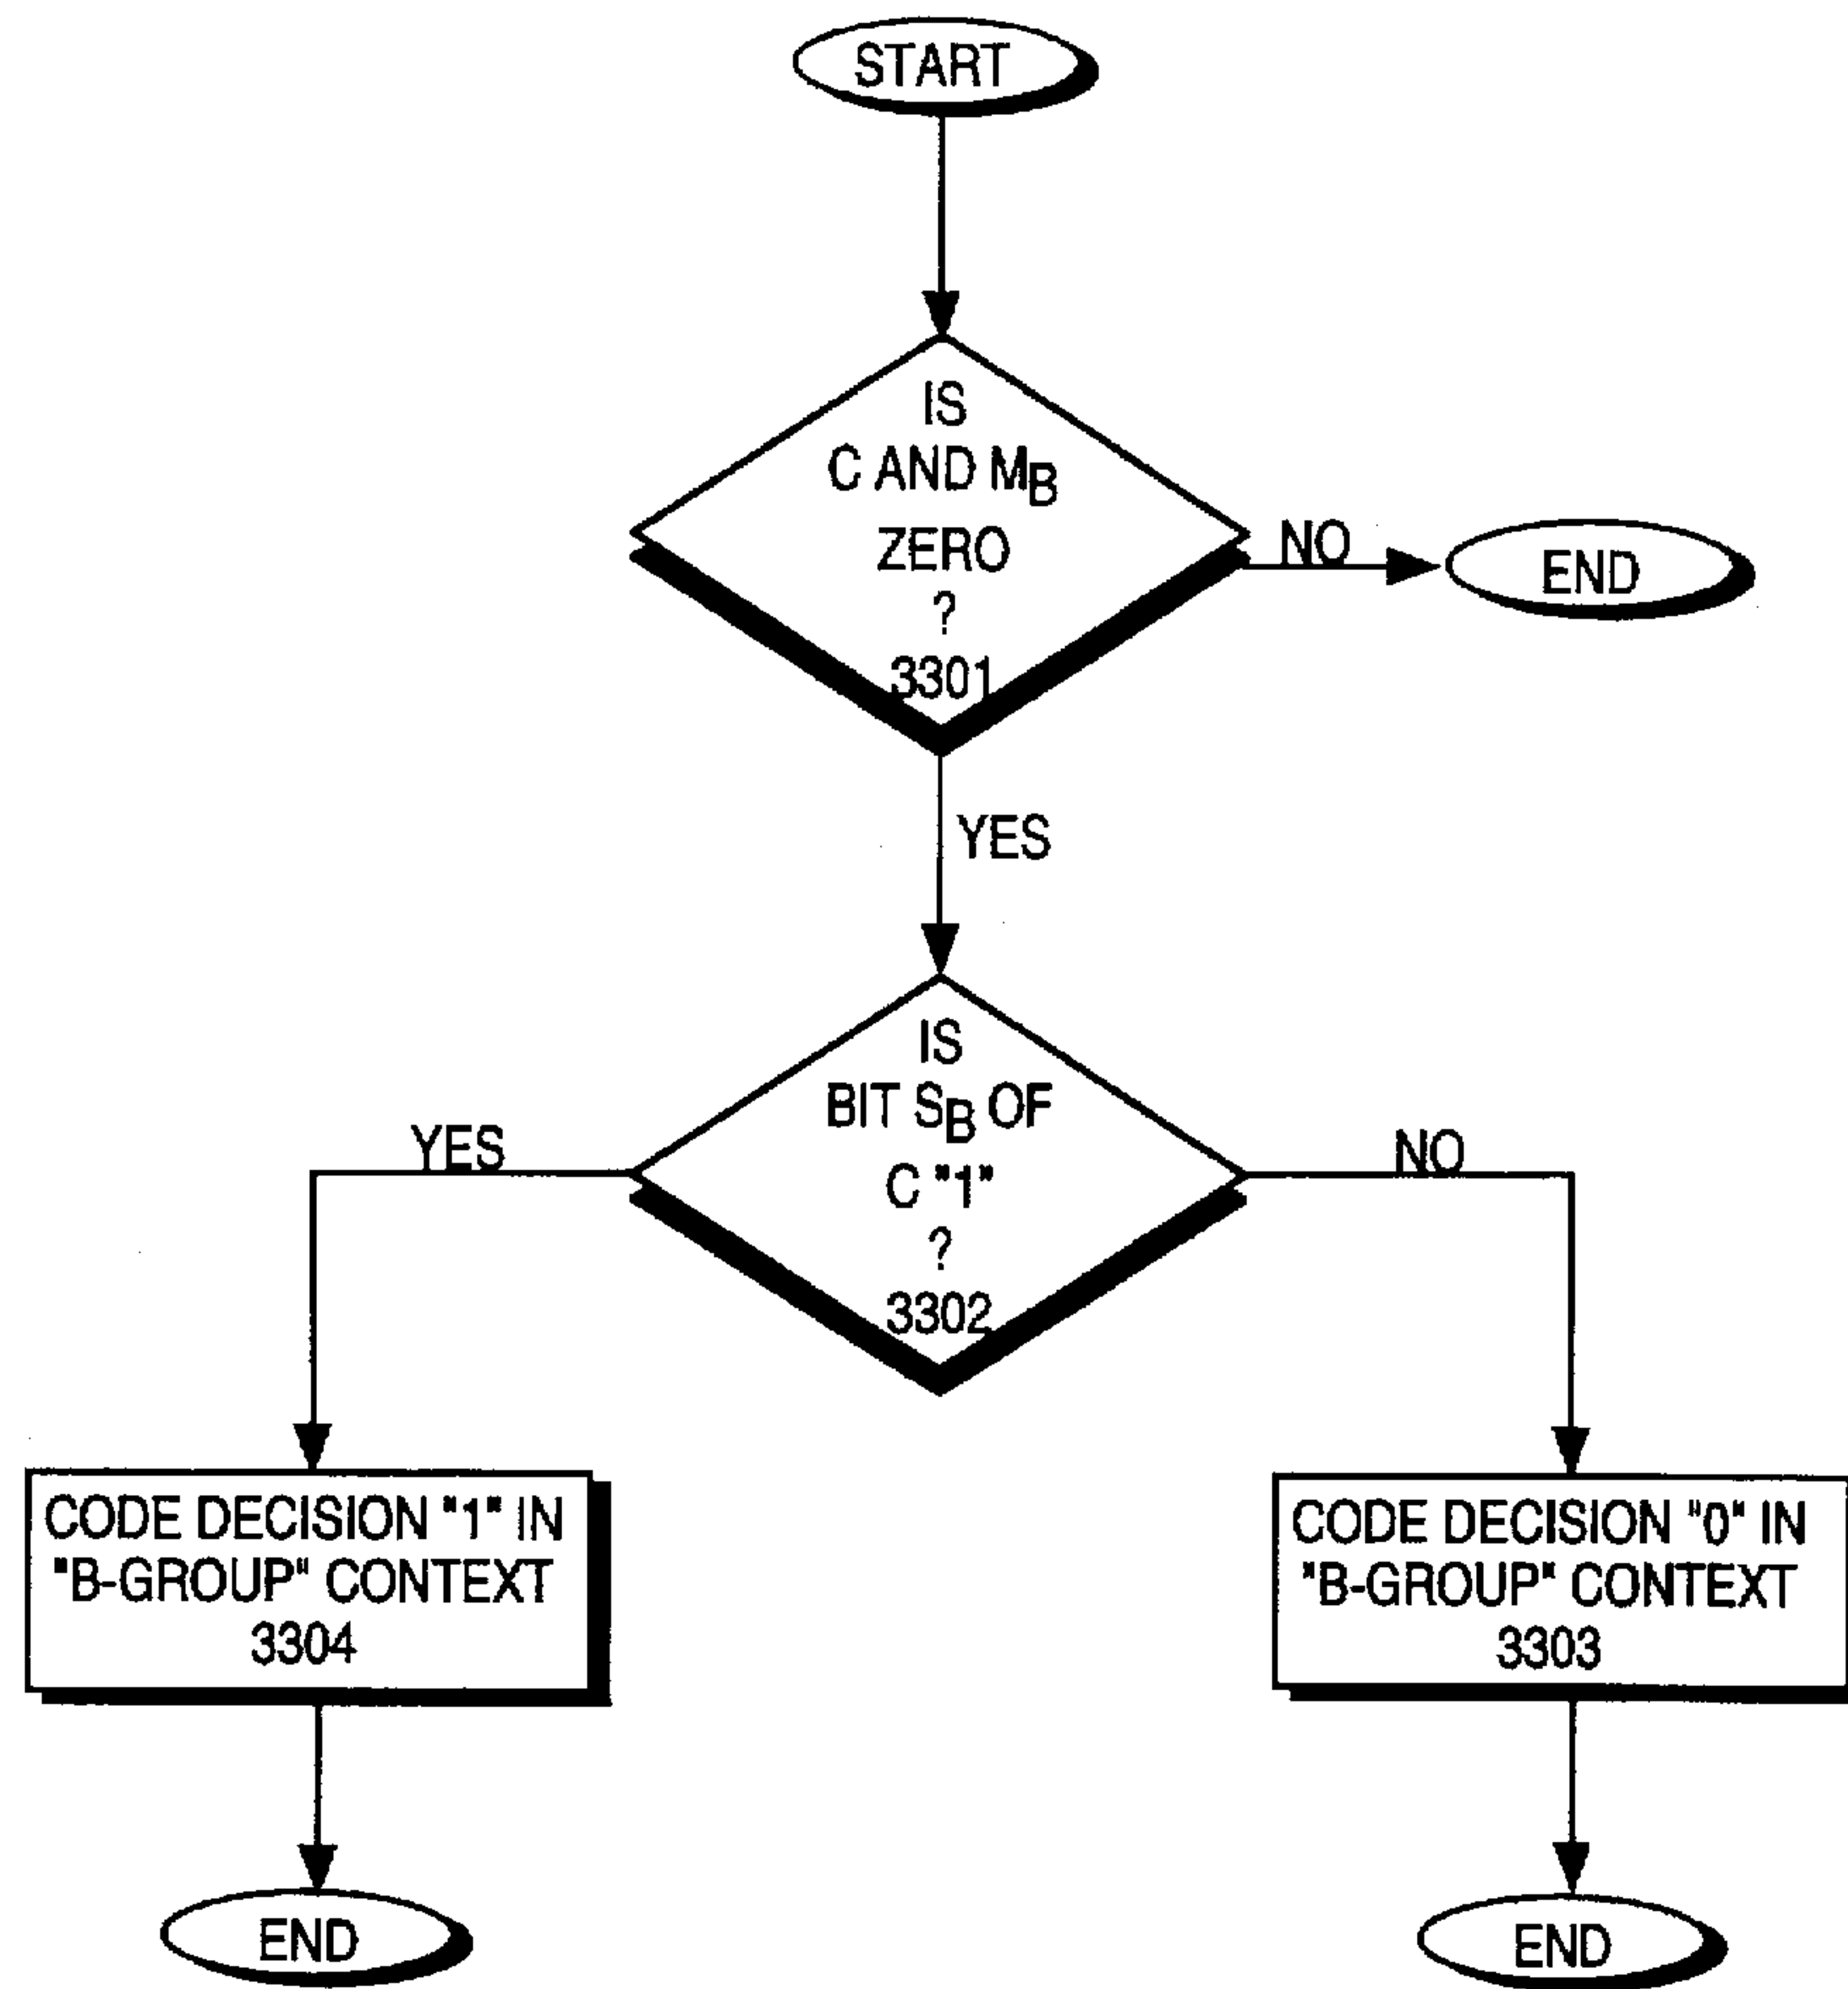 START
IS
C AND MB
ZERO
?
3301
NO
END
YES
IS
BIT SB OF
C "1"
?
3302
YES
NO
CODE DECISION "1" IN
"B-GROUP" CONTEXT
3304
CODE DECISION "0" IN
"B-GROUP" CONTEXT
3303
END
END